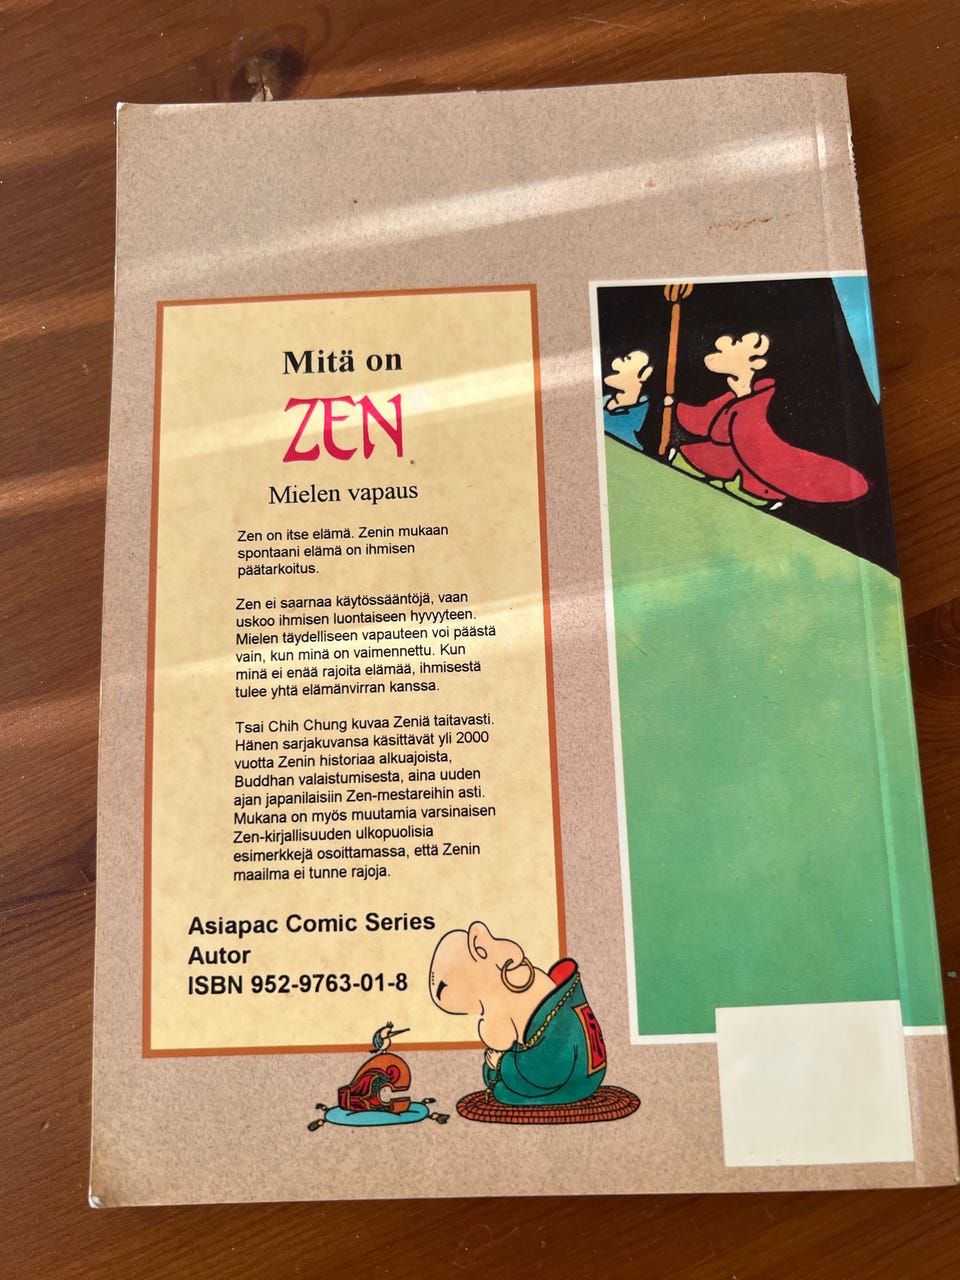 Mitä on
ZEN
Mielen vapaus
Zen on itse elämä. Zenin mukaan
spontaani elämä on ihmisen
päätarkoitus.
Zen ei saarnaa käytössääntöjä, vaan
uskoo ihmisen luontaiseen hyvyyteen.
Mielen täydelliseen vapauteen voi päästä
vain, kun minä on vaimennettu. Kun
minä ei enää rajoita elämää, ihmisestä
tulee yhtä elämänvirran kanssa.
Tsai Chih Chung kuvaa Zeniä taitavasti.
Hänen sarjakuvansa käsittävät yli 2000
vuotta Zenin historiaa alkuajoista,
Buddhan valaistumisesta, aina uuden
ajan japanilaisiin Zen-mestareihin asti.
Mukana on myös muutamia varsinaisen
Zen-kirjallisuuden ulkopuolisia
esimerkkejä osoittamassa, että Zenin
maailma ei tunne rajoja.
Asiapac Comic Series
Autor
ISBN 952-9763-01-8